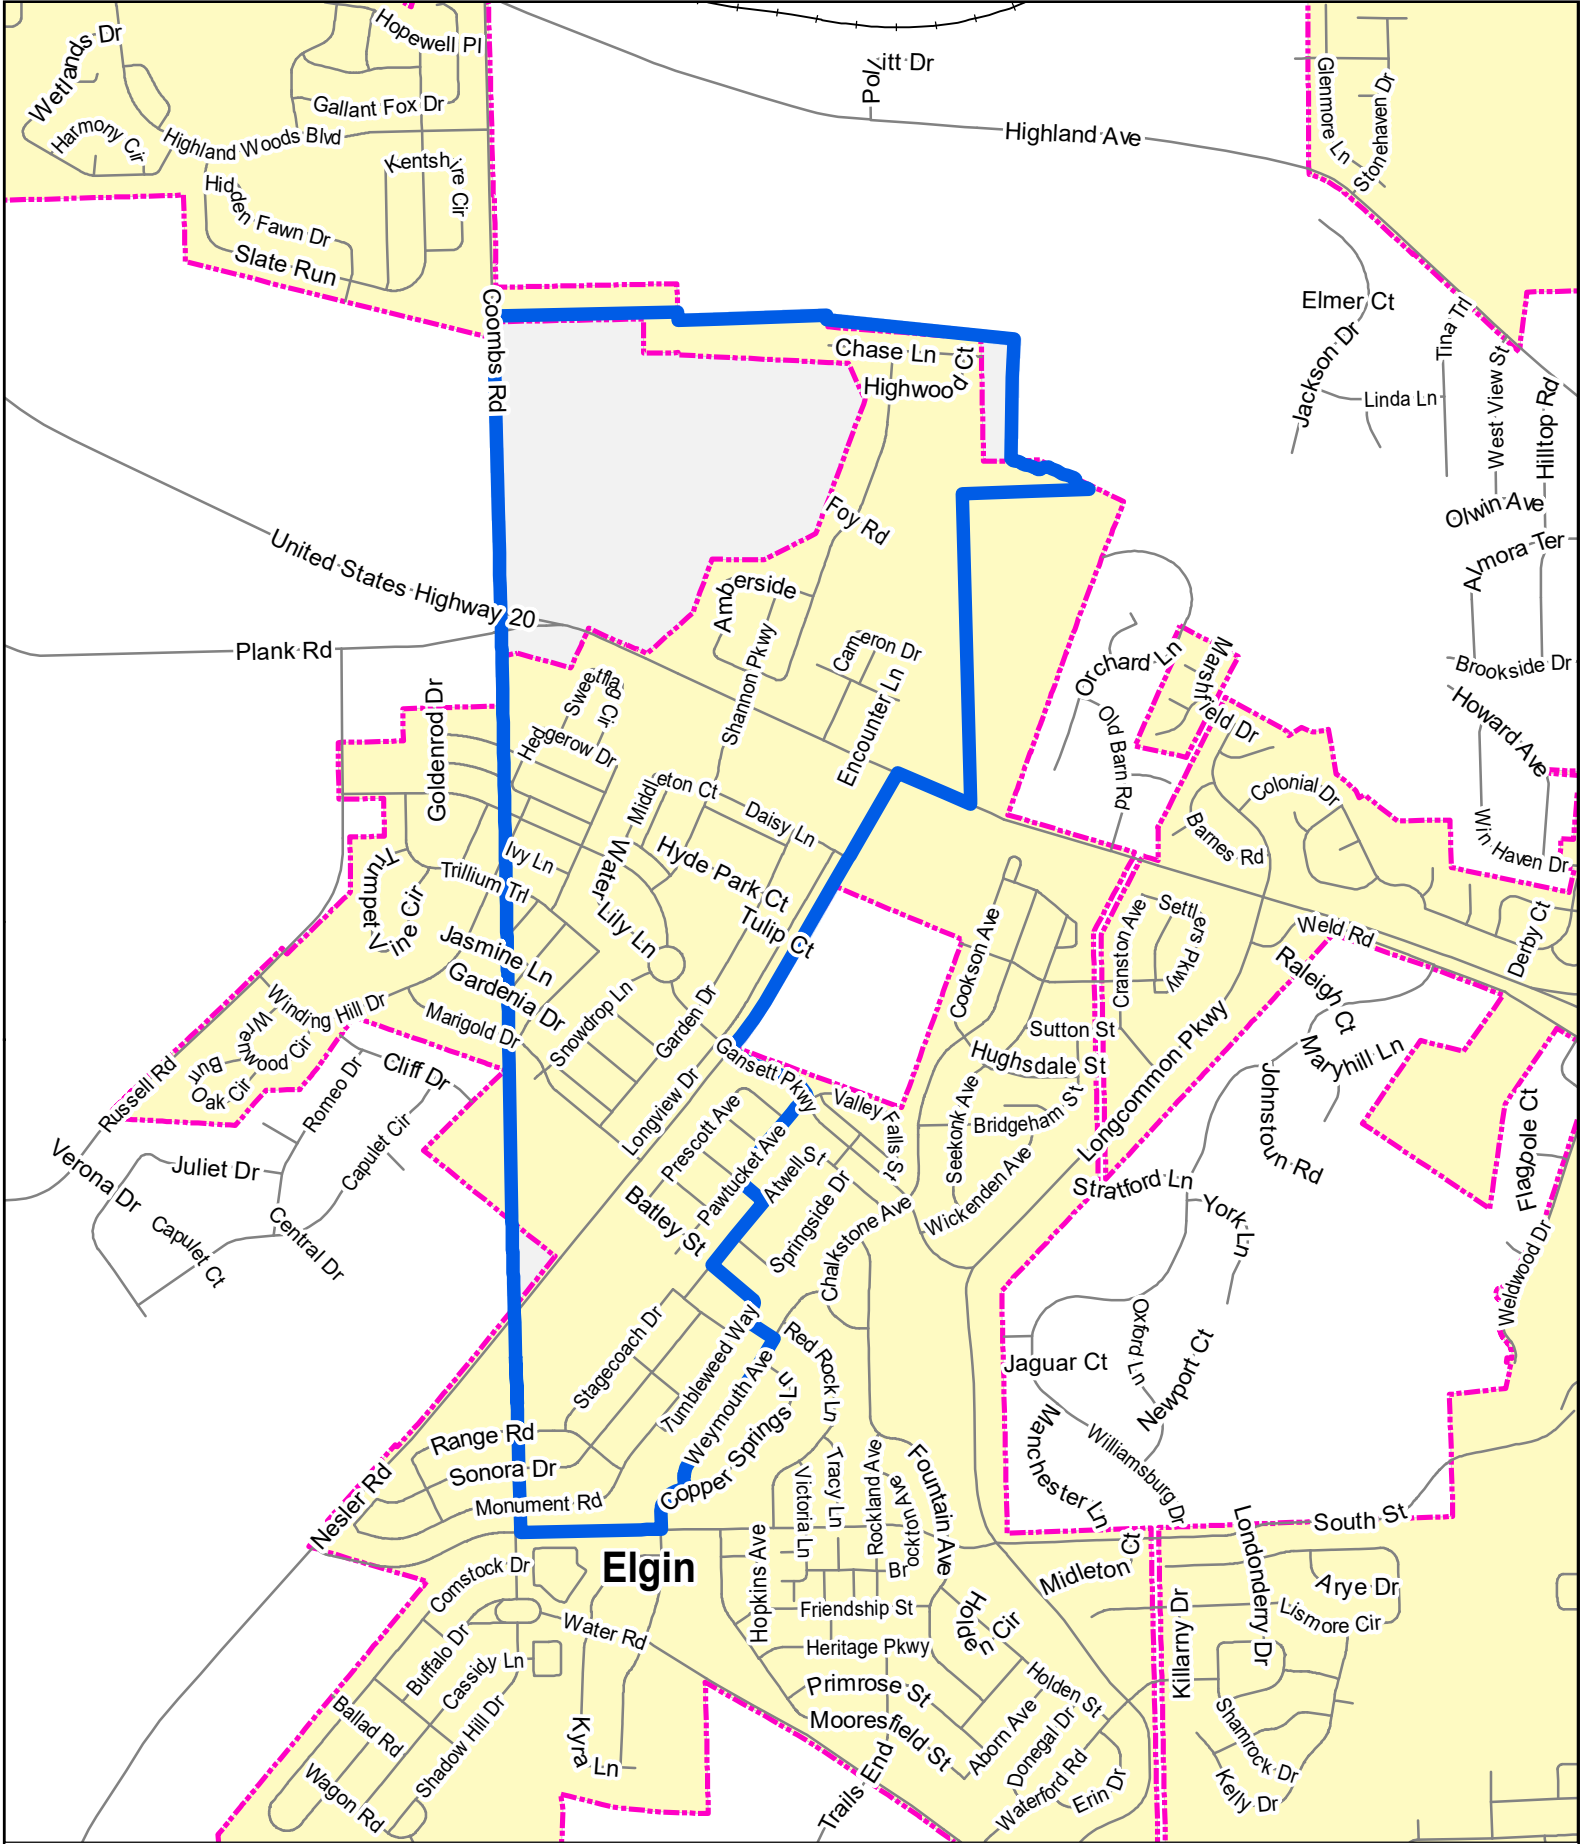 Wetlands Dr
Hopewell Pl
Gallant Fox Dr
Harmony Cir
Highland Woods Blvd
Kentshire Cir
Hidden Fawn Dr
Slate Run
Highland Ave
Glenmore Ln
Stonehaven Dr
Coombs Rd
Chase Ln
Highwood Ct
Elmer Ct
Jackson Dr
Tina Trl
Linda Ln
West View St
Hilltop Rd
Olwin Ave
Almora Ter
Foy Rd
United States Highway 20
Plank Rd
Amberside
Shannon Pkwy
Cameron Dr
Encounter Ln
Orchard Ln
Marshfield Dr
Old Barn Rd
Brookside Dr
Howard Ave
Goldenrod Dr
Sweetflag Cir
Hedgerow Dr
Middleton Ct
Daisy Ln
Colonial Dr
Barnes Rd
Win Haven Dr
Ivy Ln
Water Lily Ln
Hyde Park Ct
Tulip Ct
Trumpet Vine Cir
Trillium Trl
Jasmine Ln
Gardenia Dr
Marigold Dr
Snowdrop Ln
Garden Dr
Cookson Ave
Cranston Ave
Settlers Pkwy
Weld Rd
Derby Ct
Raleigh Ct
Maryhill Ln
Winding Hill Dr
Wrenwood Cir
Burr Oak Cir
Russell Rd
Romeo Dr
Cliff Dr
Capulet Cir
Juliet Dr
Verona Dr
Capulet Ct
Central Dr
Longview Dr
Gansett Pkwy
Valley Falls St
Prescott Ave
Pawtucket Ave
Atwell St
Springside Dr
Batley St
Chalkstone Ave
Sutton St
Hughsdale St
Seekonk Ave
Bridgeham St
Wickenden Ave
Longcommon Pkwy
Johnstown Rd
Stratford Ln
York Ln
Flagpole Ct
Weldwood Dr
Stagecoach Dr
Tumbleweed Way
Weymouth Ave
Red Rock Ln
Copper Springs Ln
Oxford Ln
Jaguar Ct
Newport Ct
Manchester Ln
Williamsburg Dr
Range Rd
Sonora Dr
Monument Rd
Nesler Rd
Victoria Ln
Tracy Ln
Rockland Ave
Brockton Ave
Fountain Ave
South St
Elgin
Comstock Dr
Hopkins Ave
Midleton Ct
Londonderry Dr
Arye Dr
Lismore Cir
Killarny Dr
Friendship St
Heritage Pkwy
Primrose St
Mooresfield St
Holden Cir
Holden St
Water Rd
Buffalo Dr
Cassidy Ln
Ballad Rd
Shadow Hill Dr
Wagon Rd
Kyra Ln
Trails End
Aborn Ave
Donegal Dr
Waterford Rd
Erin Dr
Shamrock Dr
Kelly Dr